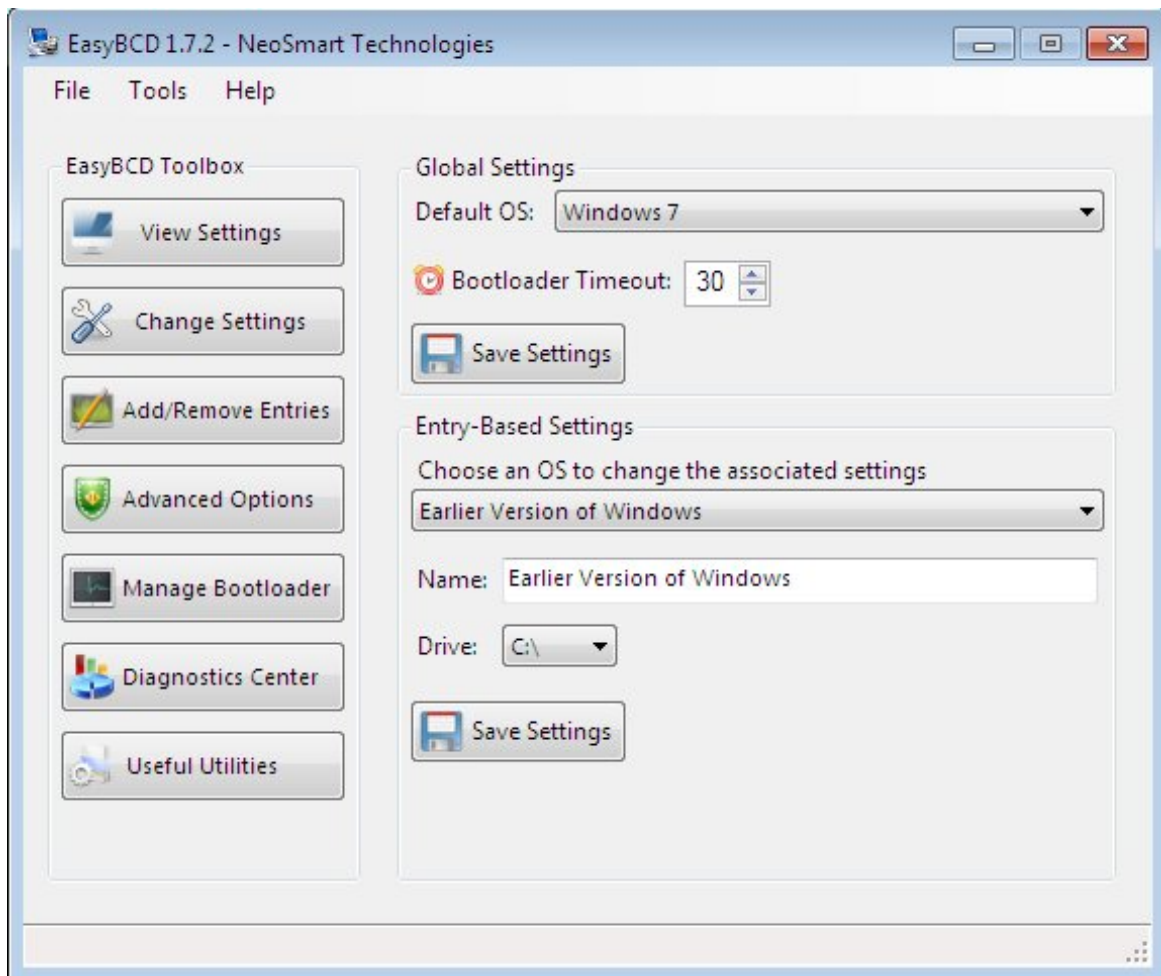 EasyBCD 1.7.2 - NeoSmart Technologies
File Tools Help
EasyBCD Toolbox
View Settings
Change Settings
Add/Remove Entries
Advanced Options
Manage Bootloader
Diagnostics Center
Useful Utilities
Global Settings
Default OS: Windows 7
Bootloader Timeout: 30
Save Settings
Entry-Based Settings
Choose an OS to change the associated settings
Earlier Version of Windows
Name: Earlier Version of Windows
Drive: C:\
Save Settings